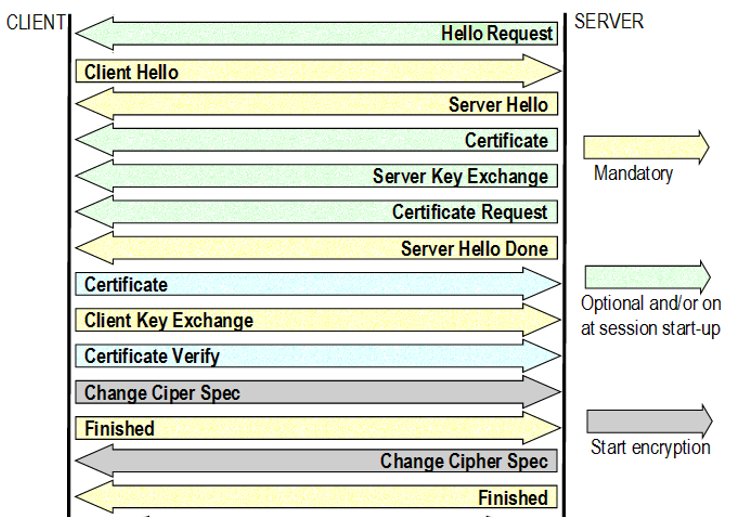 CLIENT
SERVER
Hello Request
Client Hello
Server Hello
Certificate
Mandatory
Server Key Exchange
Certificate Request
Server Hello Done
Certificate
Optional and/or on
at session start-up
Client Key Exchange
Certificate Verify
Change Ciper Spec
Finished
Start encryption
Change Cipher Spec
Finished